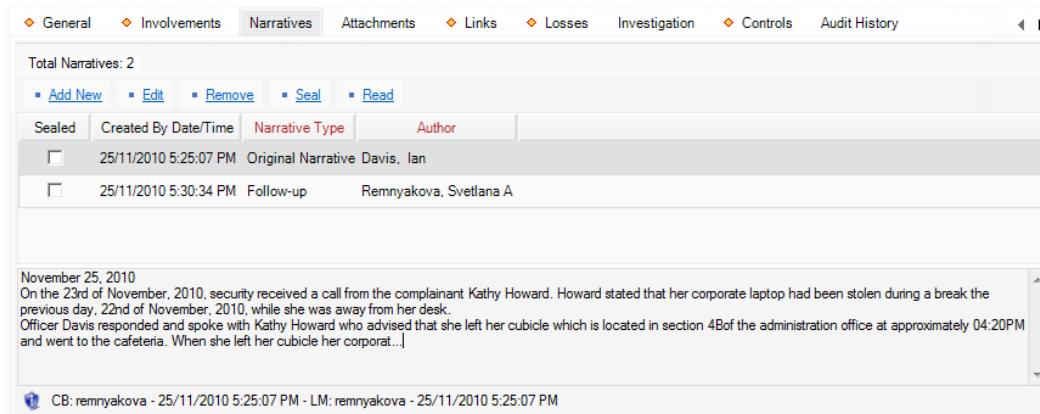 General Involvements Narratives Attachments Links Losses Investigation Controls Audit History
Total Narratives: 2
Add New Edit Remove Seal Read
Sealed Created By Date/Time Narrative Type Author
25/11/2010 5:25:07 PM Original Narrative Davis, Ian
25/11/2010 5:30:34 PM Follow-up Remnyakova, Svetlana A
November 25, 2010
On the 23rd of November, 2010, security received a call from the complainant Kathy Howard. Howard stated that her corporate laptop had been stolen during a break the
previous day, 22nd of November, 2010, while she was away from her desk.
Officer Davis responded and spoke with Kathy Howard who advised that she left her cubicle which is located in section 4Bof the administration office at approximately 04:20PM
and went to the cafeteria. When she left her cubicle her corporat...
CB: remnyakova - 25/11/2010 5:25:07 PM - LM: remnyakova - 25/11/2010 5:25:07 PM